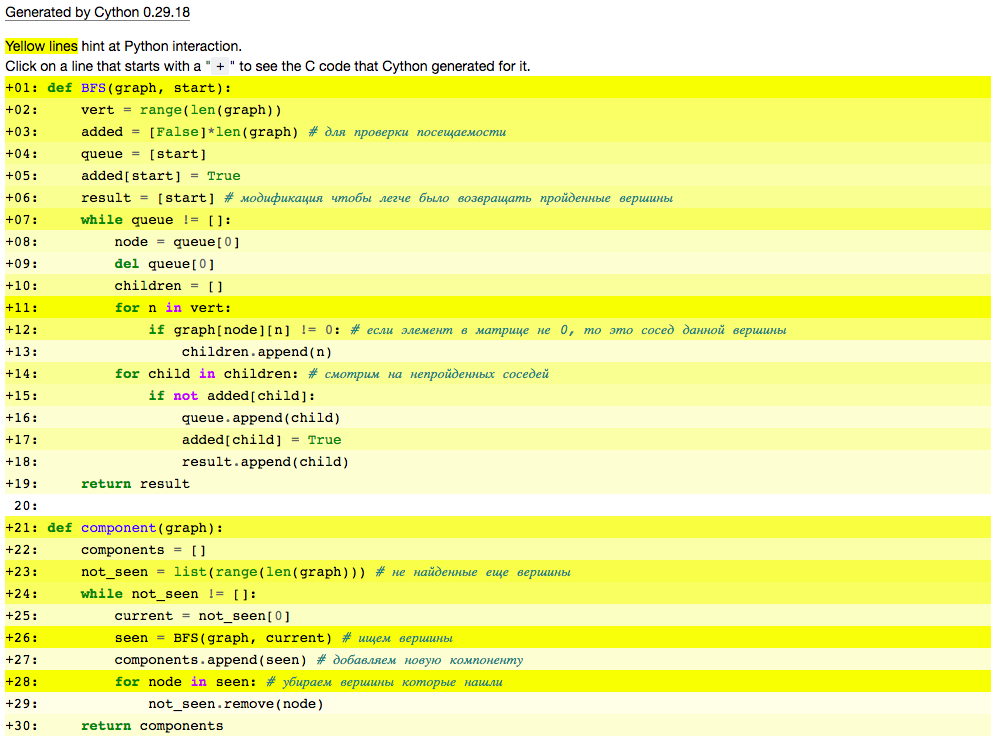 Generated by Cython 0.29.18
Yellow lines hint at Python interaction.
Click on a line that starts with a "+" to see the C code that Cython generated for it.
+01: def BFS(graph, start):
+02:     vert = range(len(graph))
+03:     added = [False]*len(graph) # для проверки посещаемости
+04:     queue = [start]
+05:     added[start] = True
+06:     result = [start] # модификация чтобы легче было возвращать пройденные вершины
+07:     while queue != []:
+08:         node = queue[0]
+09:         del queue[0]
+10:         children = []
+11:         for n in vert:
+12:             if graph[node][n] != 0: # если элемент в матрице не 0, то это сосед данной вершины
+13:                 children.append(n)
+14:         for child in children: # смотрим на непройденных соседей
+15:             if not added[child]:
+16:                 queue.append(child)
+17:                 added[child] = True
+18:                 result.append(child)
+19:     return result
 20:
+21: def component(graph):
+22:     components = []
+23:     not_seen = list(range(len(graph))) # не найденные еще вершины
+24:     while not_seen != []:
+25:         current = not_seen[0]
+26:         seen = BFS(graph, current) # ищем вершины
+27:         components.append(seen) # добавляем новую компоненту
+28:         for node in seen: # убираем вершины которые нашли
+29:             not_seen.remove(node)
+30:     return components